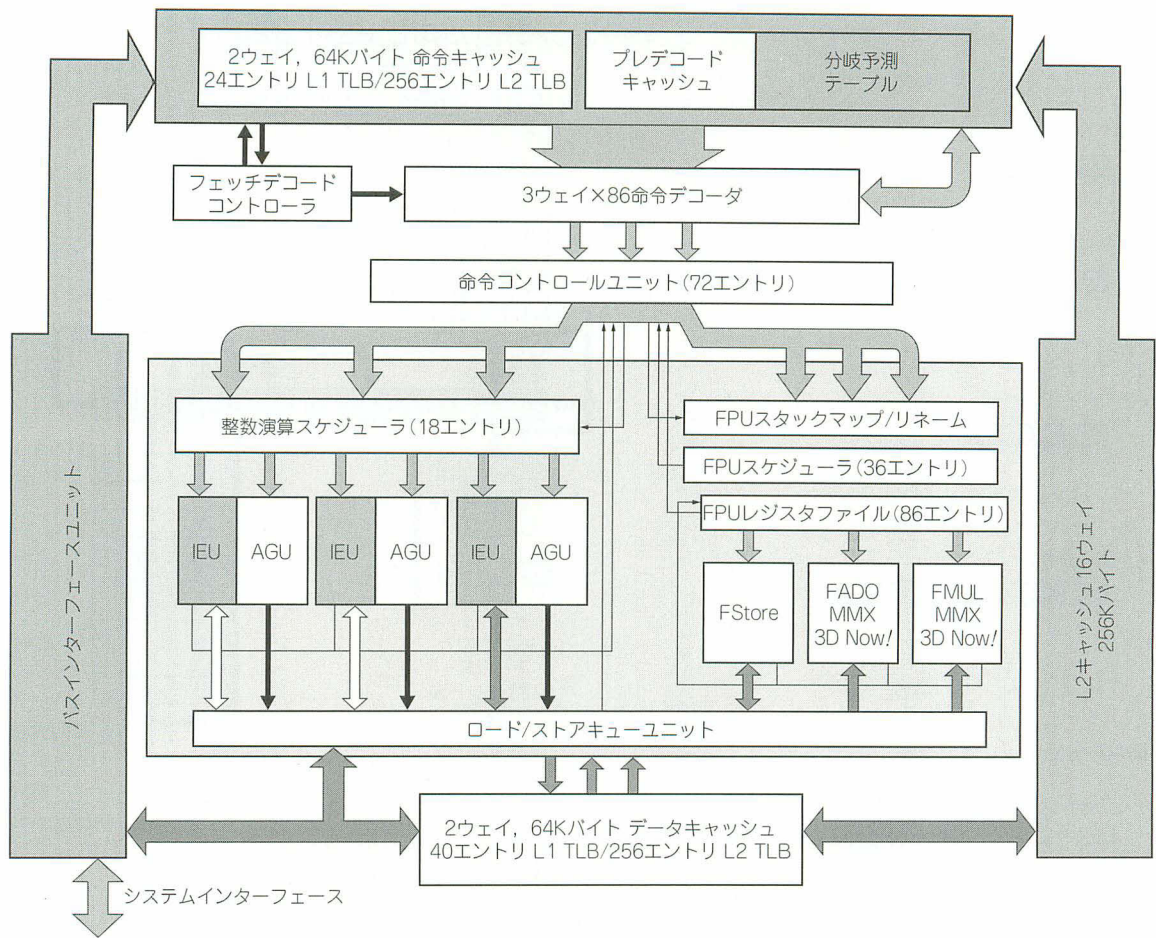 2ウェイ,64Kバイト 命令キャッシュ
24エントリ L1 TLB/256エントリ L2 TLB
プレデコード
キャッシュ
分岐予測
テーブル
フェッチデコード
コントローラ
3ウェイ×86命令デコーダ
命令コントロールユニット(72エントリ)
整数演算スケジューラ(18エントリ)
FPUスタックマップ/リネーム
FPUスケジューラ(36エントリ)
FPUレジスタファイル(86エントリ)
IEU
AGU
IEU
AGU
IEU
AGU
FStore
FADO
MMX
3D Now!
FMUL
MMX
3D Now!
ロード/ストアキューユニット
バスインターフェースユニット
L2キャッシュ16ウェイ
256Kバイト
2ウェイ,64Kバイト データキャッシュ
40エントリ L1 TLB/256エントリ L2 TLB
システムインターフェース